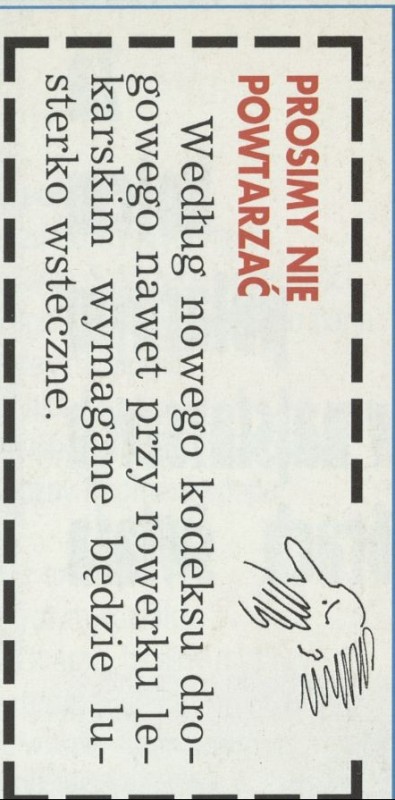 PROSIMY NIE
POWTARZAĆ
Według nowego kodeksu dro-
gowego nawet przy rowerku le-
karskim wymagane będzie lu-
sterko wsteczne.